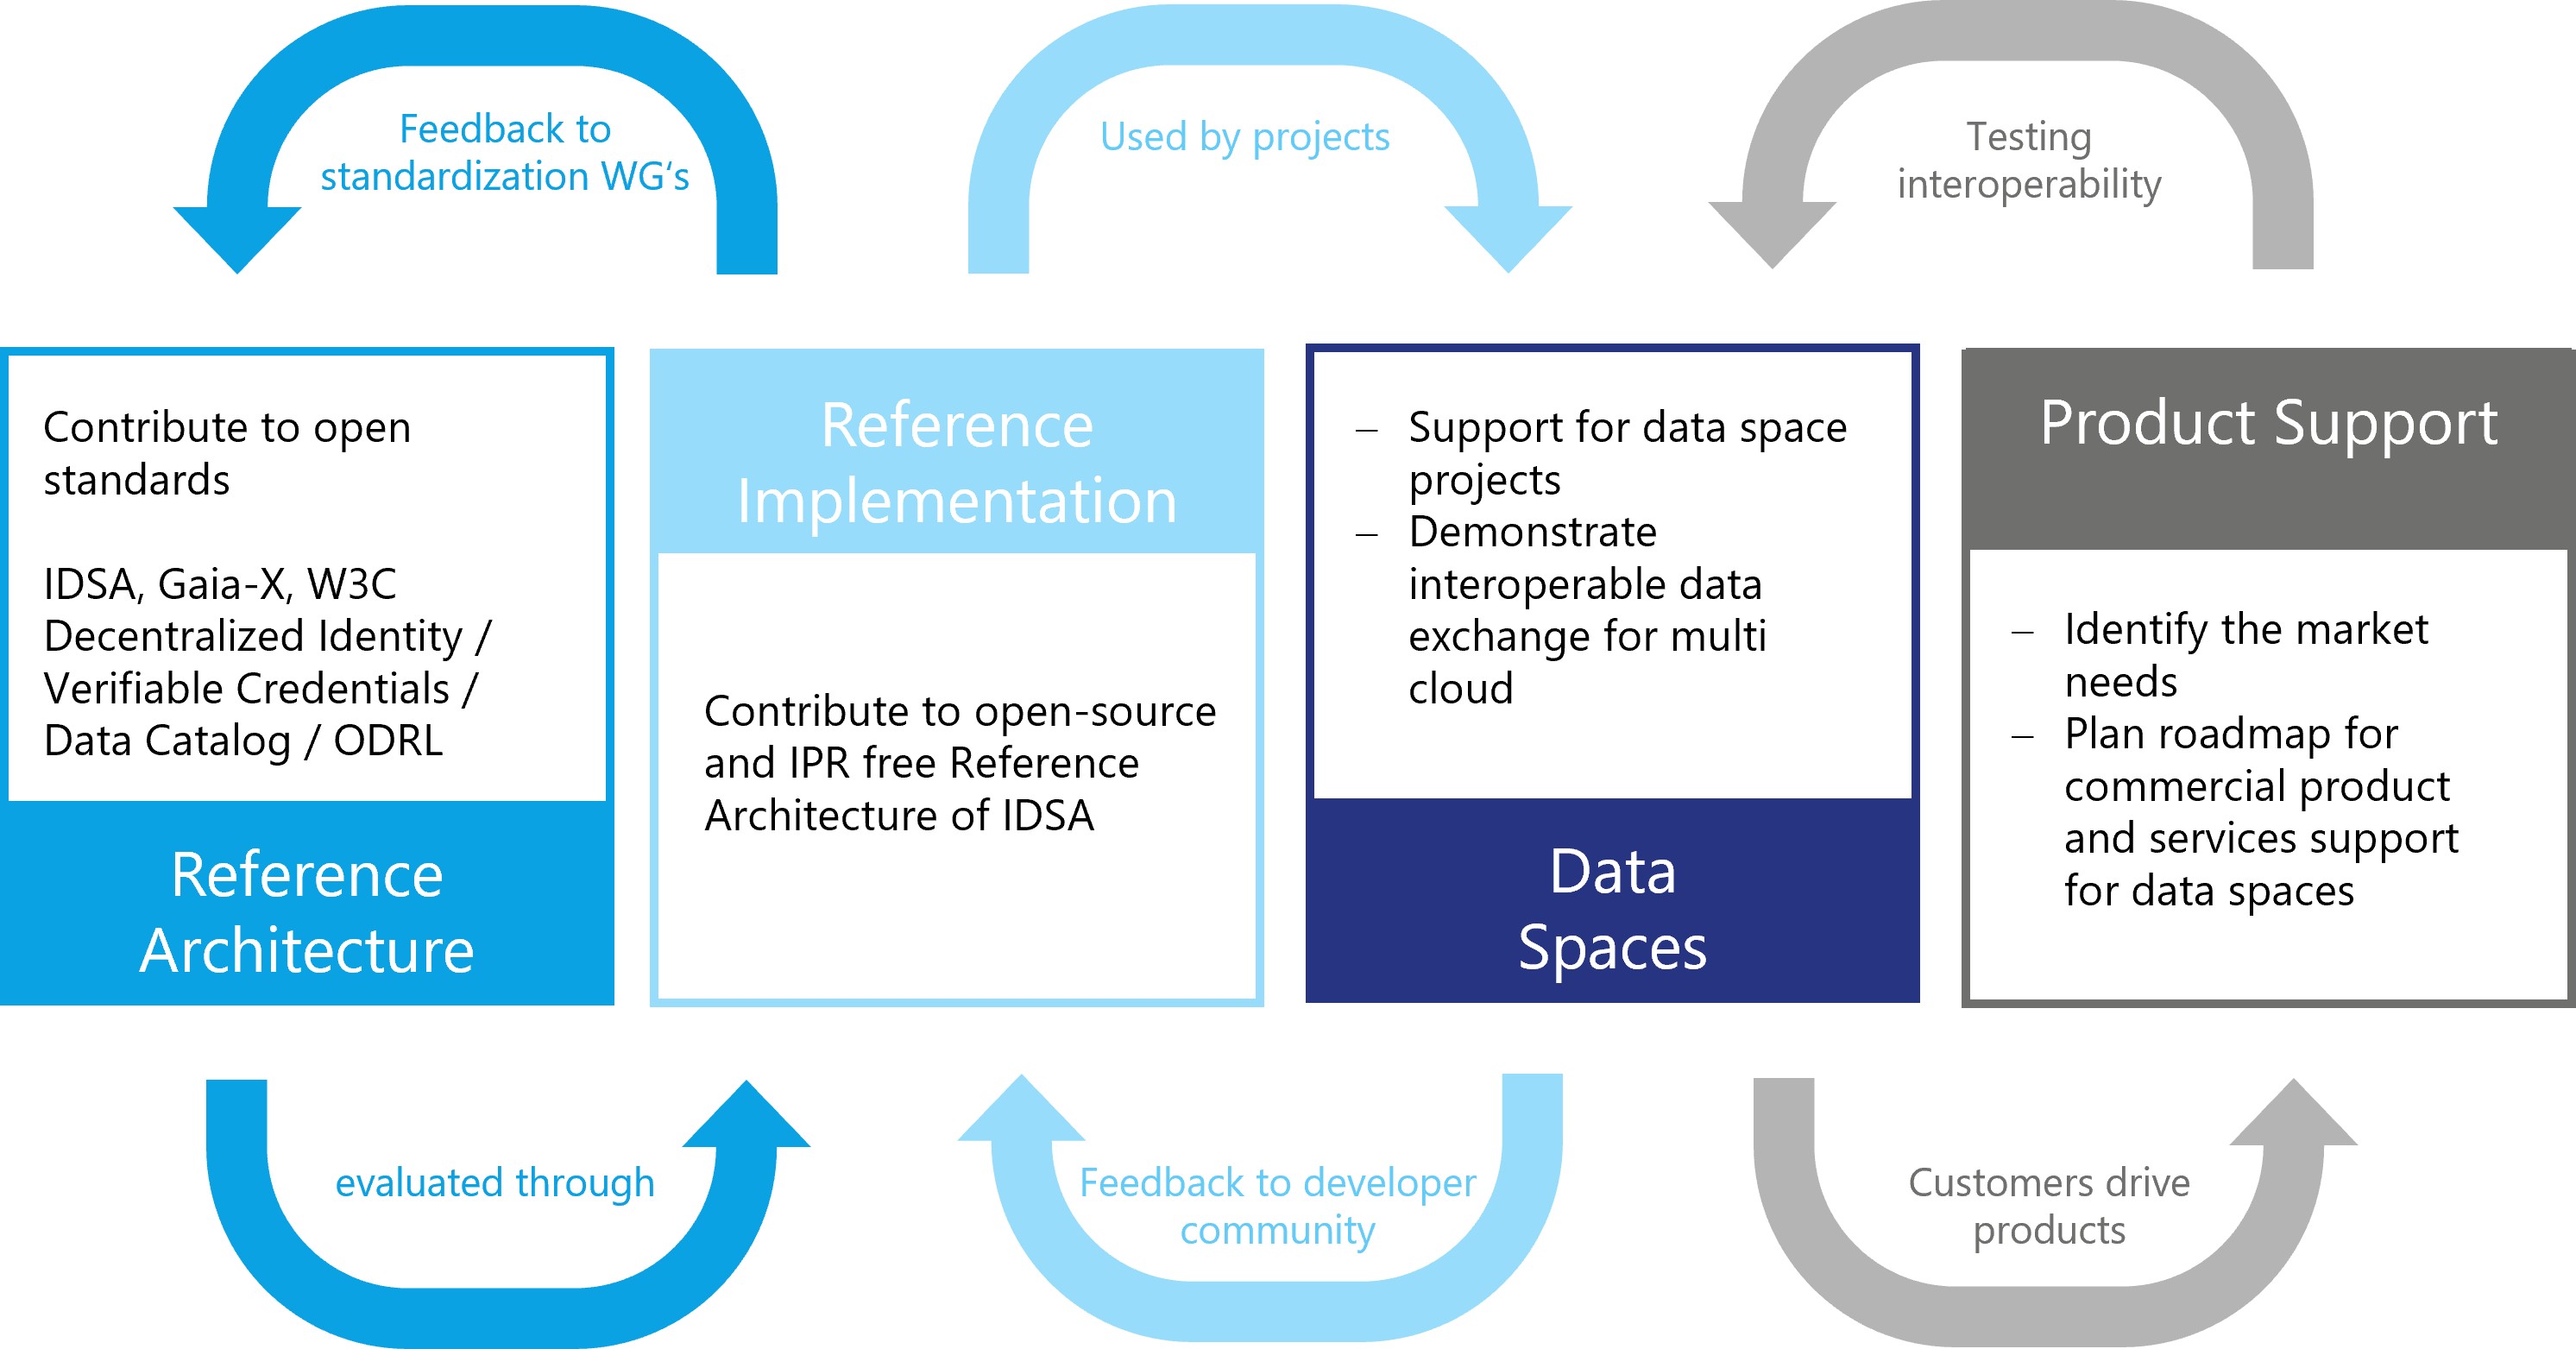 Feedback to
standardization WG‘s
Used by projects
Testing
interoperability
Contribute to open
standards
IDSA, Gaia-X, W3C
Decentralized Identity /
Verifiable Credentials /
Data Catalog / ODRL
Reference
Architecture
Reference
Implementation
Contribute to open-source
and IPR free Reference
Architecture of IDSA
– Support for data space
projects
– Demonstrate
interoperable data
exchange for multi
cloud
Data
Spaces
Product Support
– Identify the market
needs
– Plan roadmap for
commercial product
and services support
for data spaces
evaluated through
Feedback to developer
community
Customers drive
products